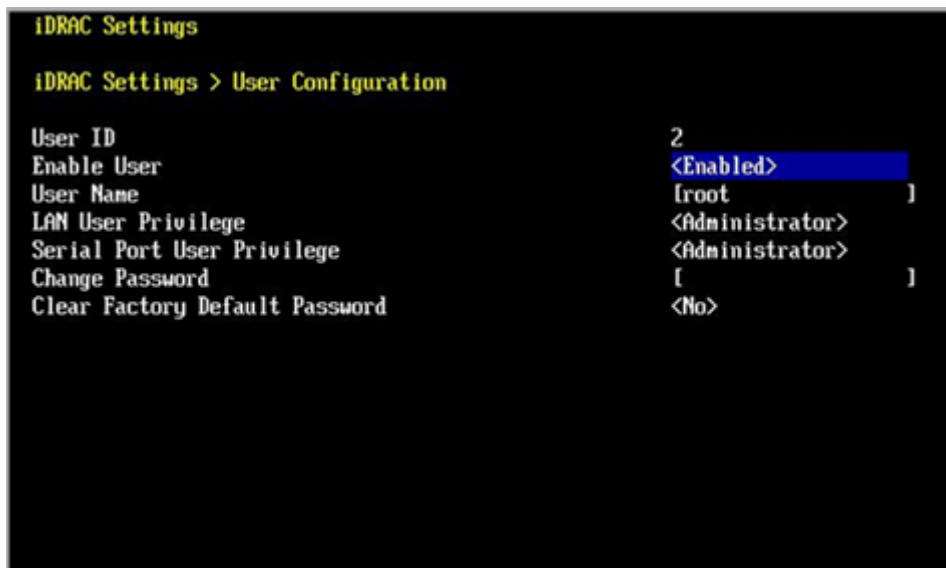 iDRAC Settings
iDRAC Settings > User Configuration
User ID 2
Enable User <Enabled>
User Name [root ]
LAN User Privilege <Administrator>
Serial Port User Privilege <Administrator>
Change Password [ ]
Clear Factory Default Password <No>